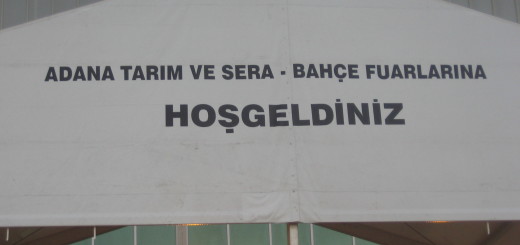 ADANA TARIM VE SERA - BAHÇE FUARLARINA
HOŞGELDİNİZ